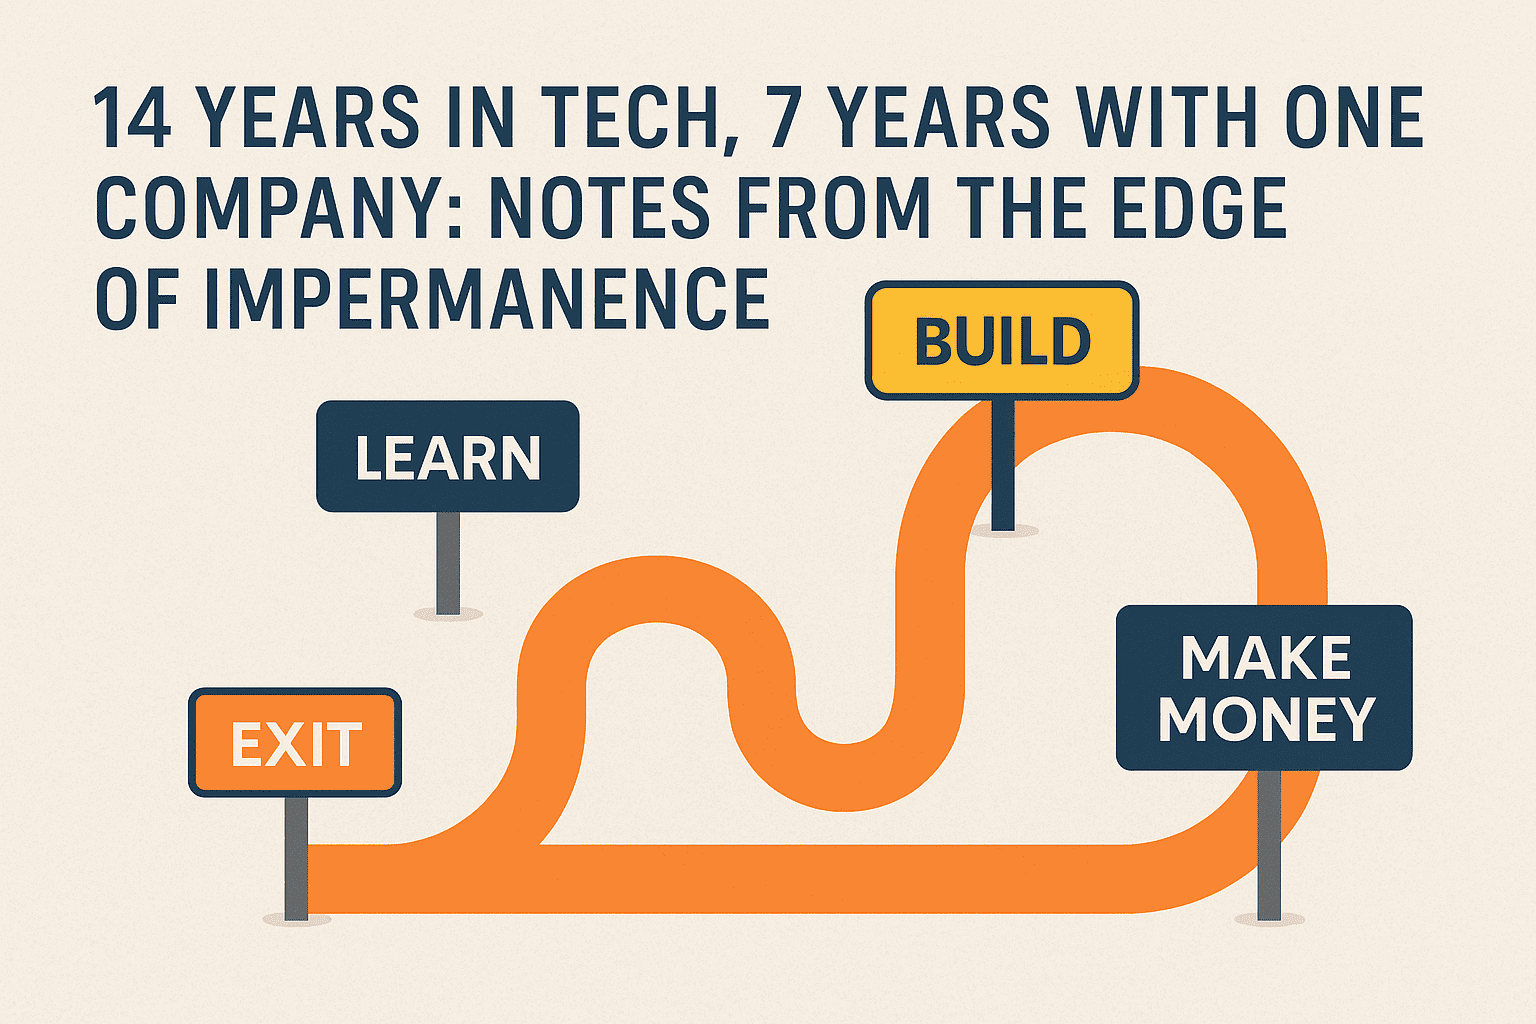 14 YEARS IN TECH, 7 YEARS WITH ONE
COMPANY: NOTES FROM THE EDGE
OF IMPERMANENCE
BUILD
LEARN
MAKE
MONEY
EXIT